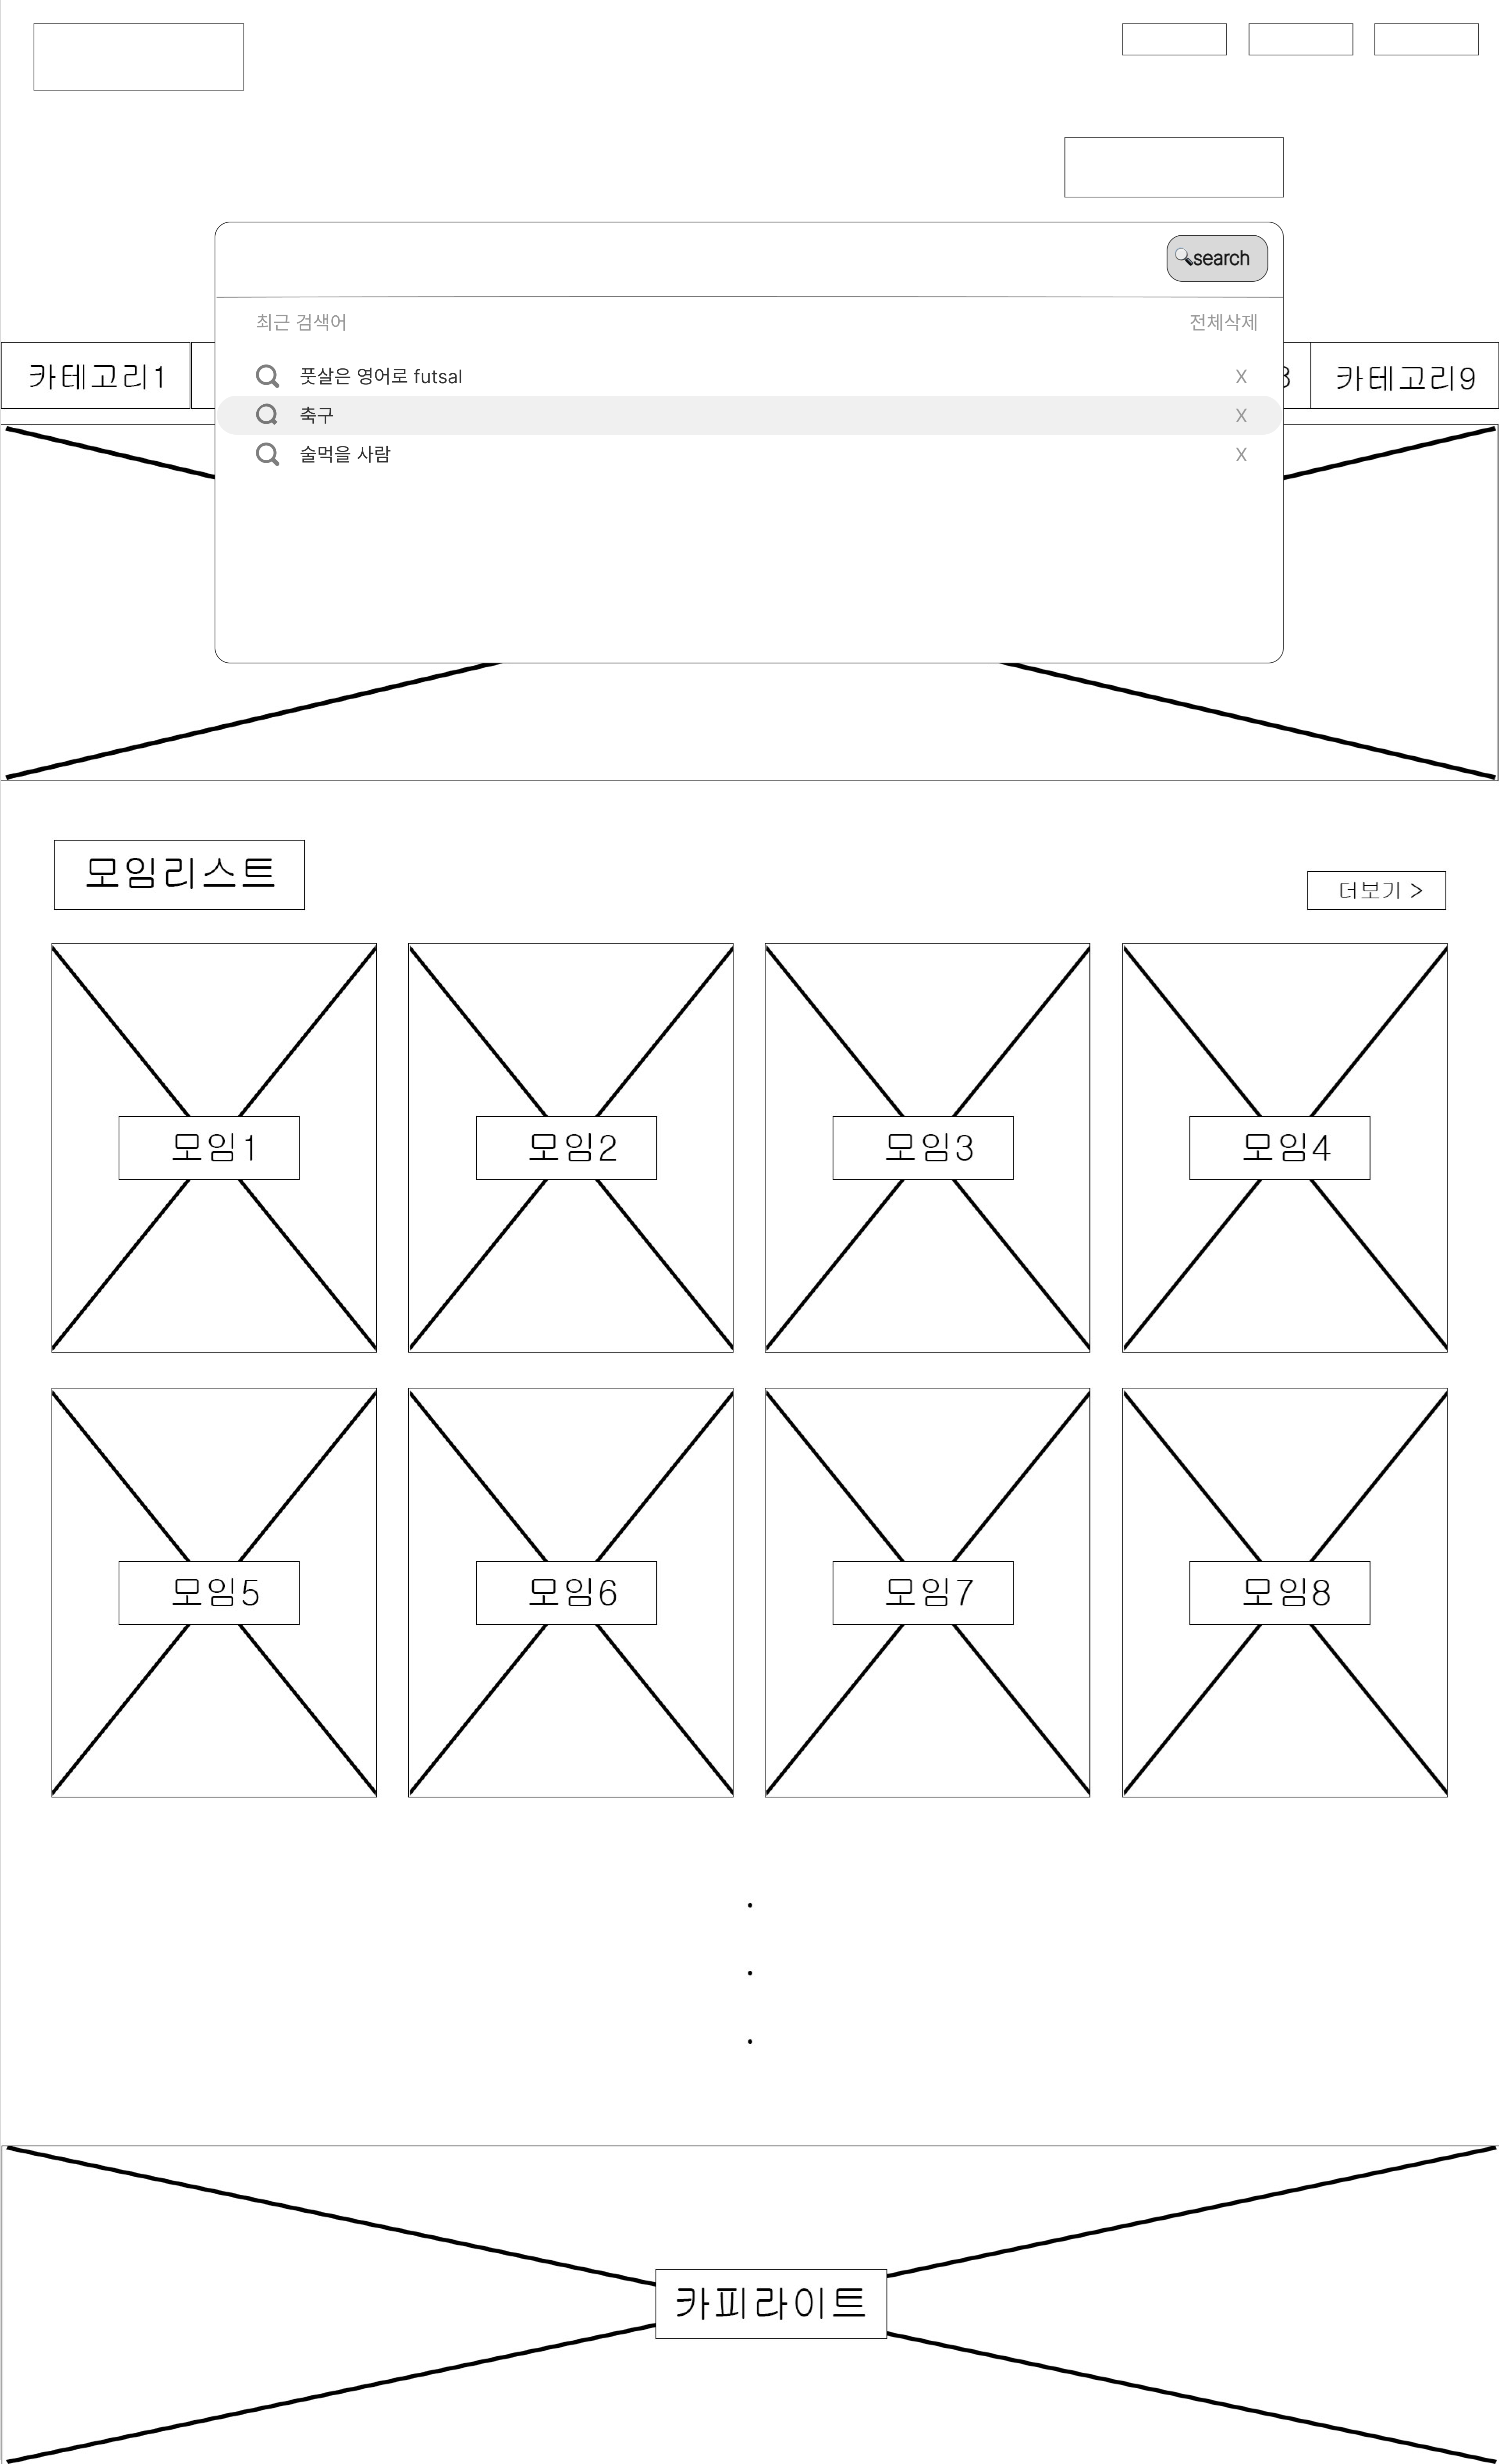 search
최근 검색어 전체삭제
풋살은 영어로 futsal X
축구 X
술먹을 사람 X
카테고리1 카테고리9
모임리스트
더보기 >
모임1 모임2 모임3 모임4
모임5 모임6 모임7 모임8
카피라이트